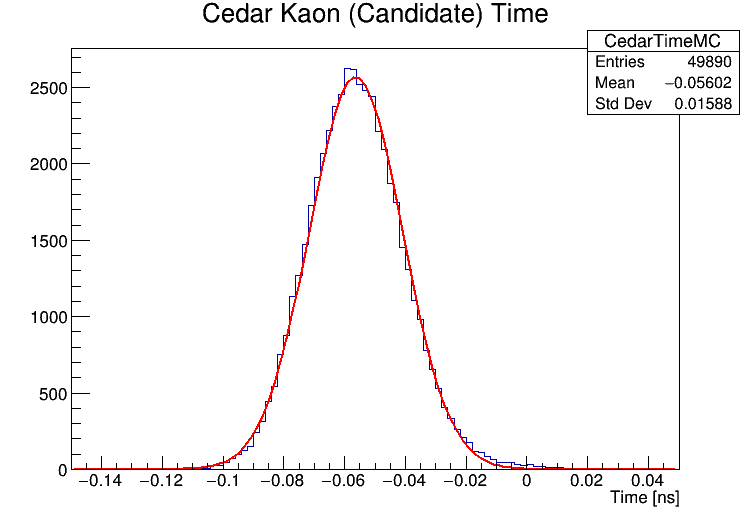 Cedar Kaon (Candidate) Time
CedarTimeMC
Entries 49890
Mean −0.05602
Std Dev 0.01588
2500
2000
1500
1000
500
0
−0.14 −0.12 −0.1 −0.08 −0.06 −0.04 −0.02 0 0.02 0.04
Time [ns]